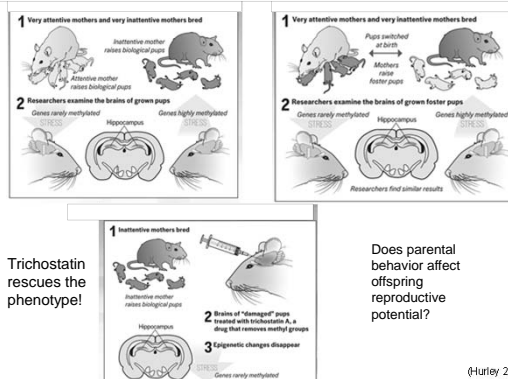 1 Very attentive mothers and very inattentive mothers bred
Inattentive mother
raises biological pups
Attentive mother
raises biological pups
2 Researchers examine the brains of grown pups
Genes rarely methylated
Genes highly methylated
STRESS
STRESS
Hippocampus
1 Very attentive mothers and very inattentive mothers bred
Pups switched
at birth
Mothers
raise
foster pups
2 Researchers examine the brains of grown foster pups
Genes rarely methylated
Genes highly methylated
STRESS
STRESS
Hippocampus
Researchers find similar results
Trichostatin
rescues the
phenotype!
1 Inattentive mothers bred
Inattentive mother
raises biological pups
2 Brains of "damaged" pups
treated with trichostatin A, a
drug that removes methyl groups
3 Epigenetic changes disappear
Hippocampus
STRESS
Genes rarely methylated
Does parental
behavior affect
offspring
reproductive
potential?
(Hurley 2